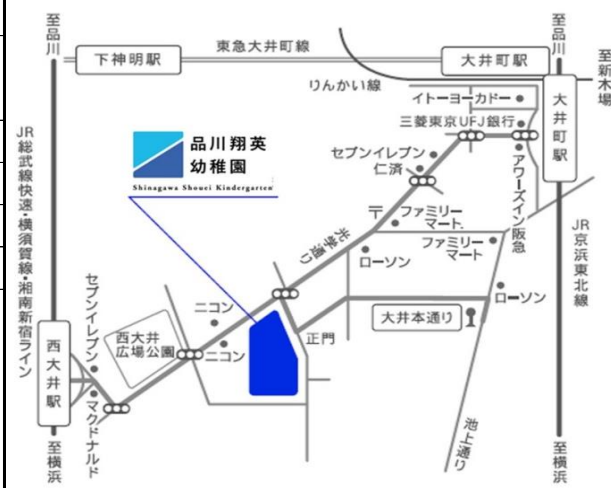 至品川
至品川
下神明駅
東急大井町線
大井町駅
至新木場
りんかい線
イトーヨーカドー
大井町駅
三菱東京UFJ銀行
品川翔英
幼稚園
Shinagawa Shouei Kindergarten
セブンイレブン
仁済
アワーズイン阪急
JR総武線快速・横須賀線・湘南新宿ライン
〒
ファミリー
マート
光学通り
ファミリー
マート
JR京浜東北線
ローソン
セブンイレブン
ニコン
ローソン
大井本通り
西大井
広場公園
ニコン
正門
西大井駅
マクドナルド
池上通り
至横浜
至横浜